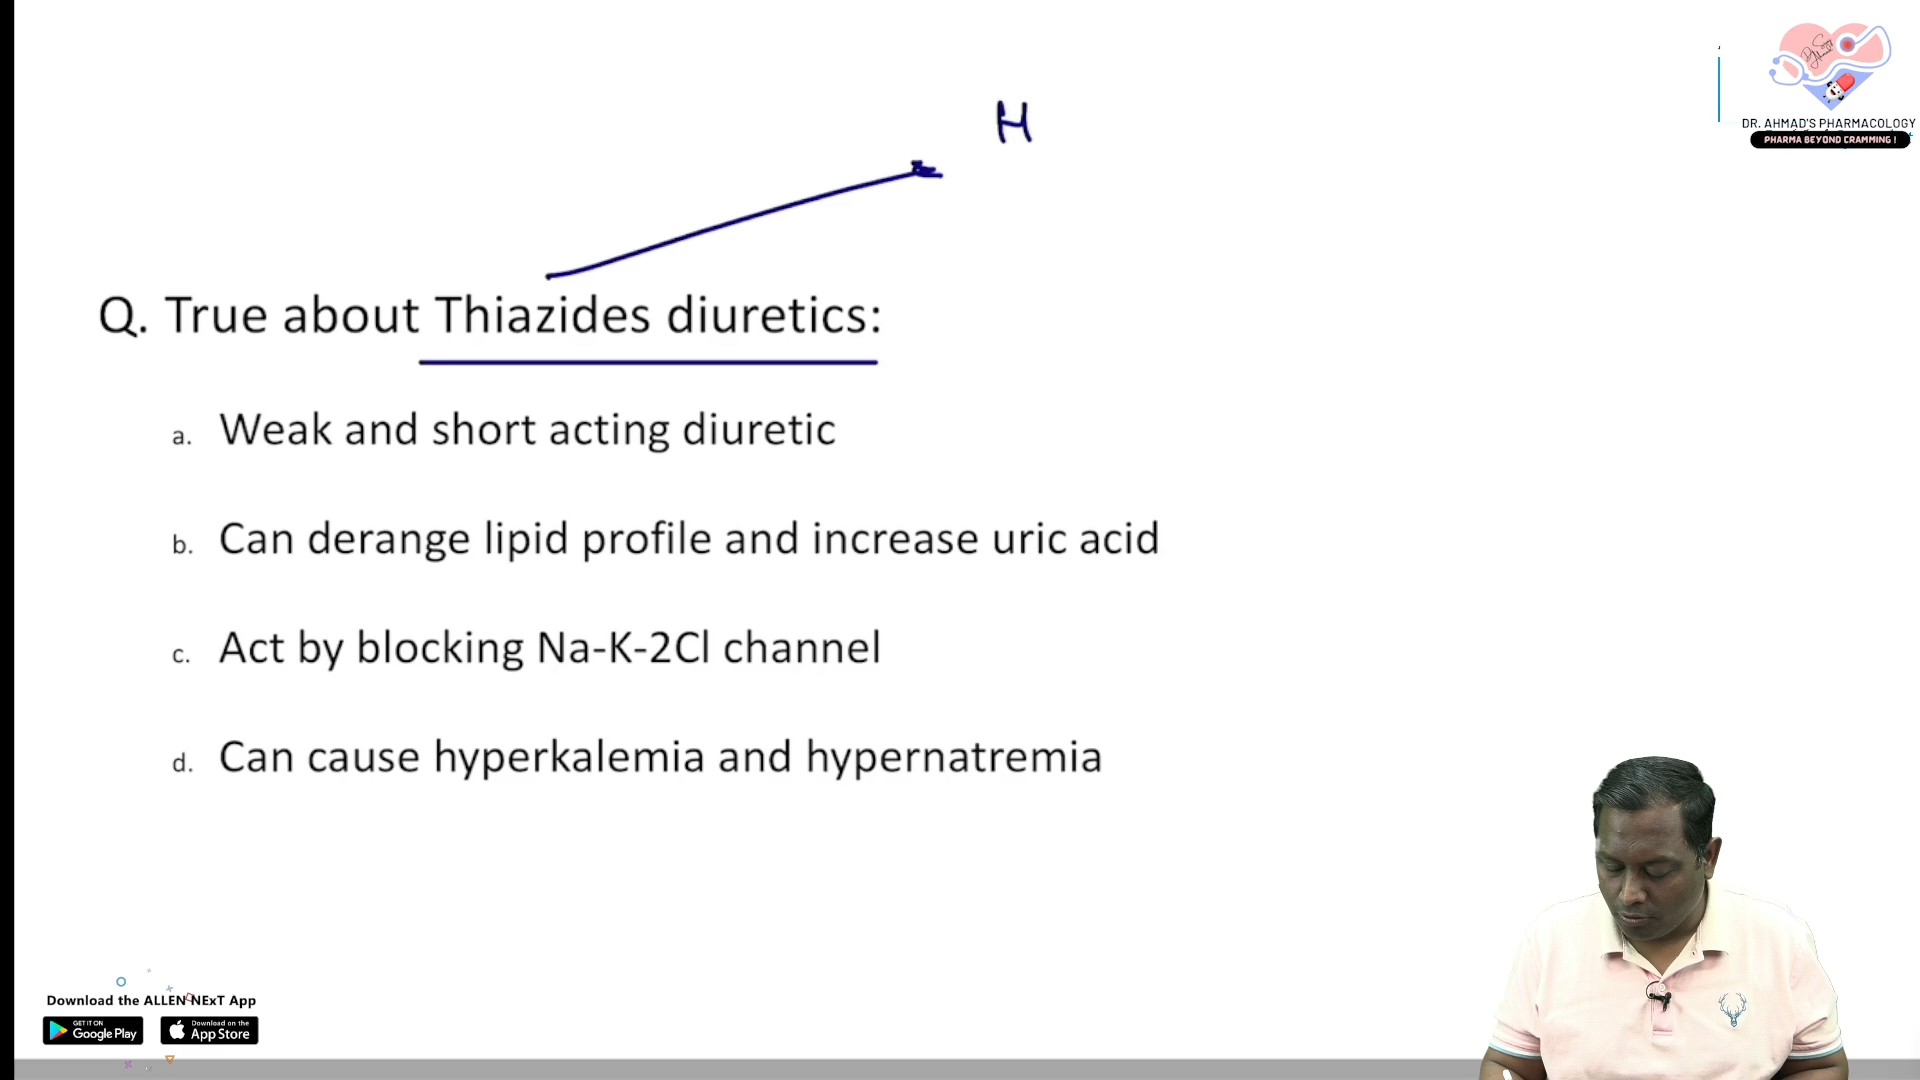 H
DR. AHMAD'S PHARMACOLOGY
PHARMA BEYOND CRAMMING !
Q. True about Thiazides diuretics:
a. Weak and short acting diuretic
b. Can derange lipid profile and increase uric acid
c. Act by blocking Na-K-2Cl channel
d. Can cause hyperkalemia and hypernatremia
Download the ALLEN NExT App
GET IT ON
Google Play
Download on the
App Store